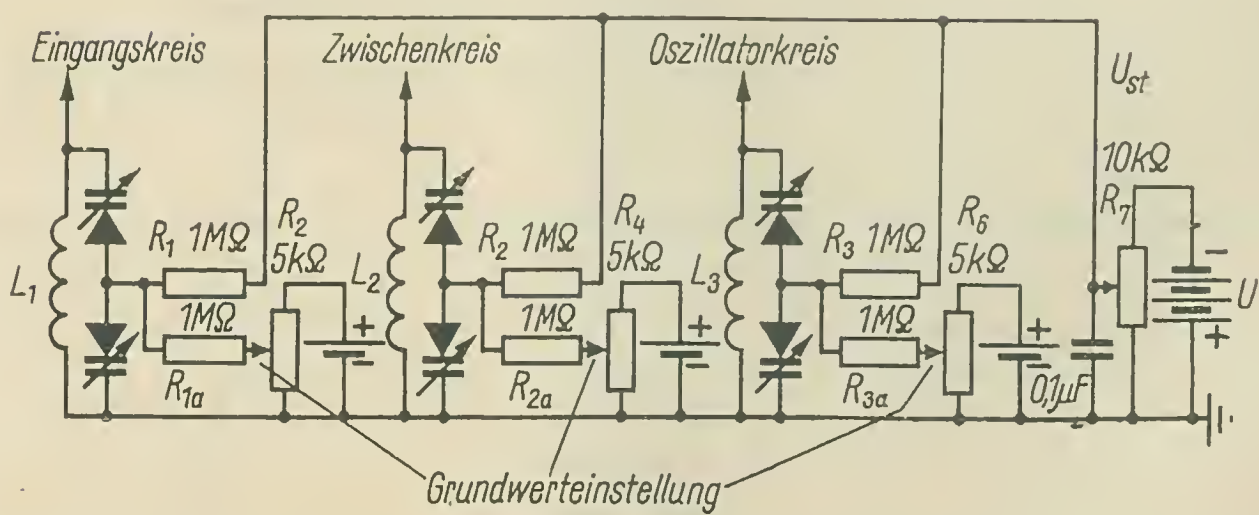 Eingangskreis
Zwischenkreis
Oszillatorkreis
U_st
10kΩ
R_7
R_1 1MΩ
R_2
5kΩ
L_1
1MΩ
R_1a
+
−
R_2 1MΩ
R_4
5kΩ
L_2
1MΩ
R_2a
+
−
R_3 1MΩ
R_6
5kΩ
L_3
1MΩ
R_3a
+
−
0,1µF
−
U
+
Grundwerteinstellung